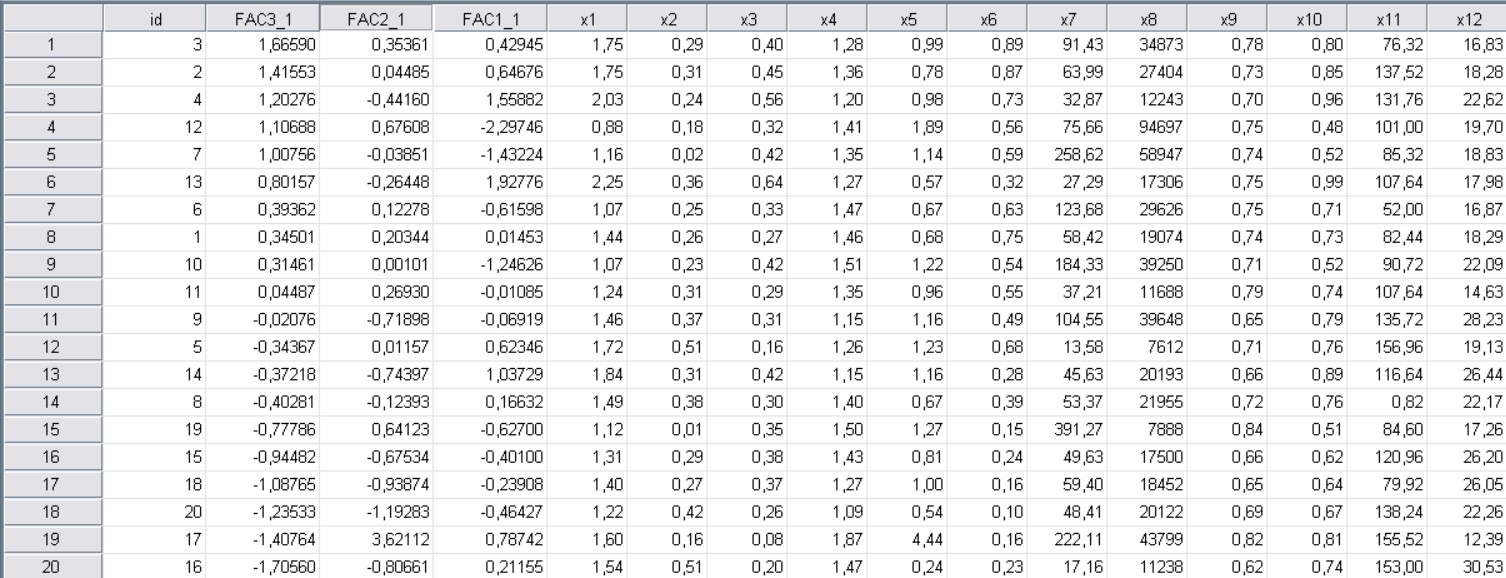 id FAC3_1 FAC2_1 FAC1_1 x1 x2 x3 x4 x5 x6 x7 x8 x9 x10 x11 x12
1 3 1,66590 0,35361 0,42945 1,75 0,29 0,40 1,28 0,99 0,89 91,43 34873 0,78 0,80 76,32 16,83
2 2 1,41553 0,04485 0,64676 1,75 0,31 0,45 1,36 0,78 0,87 63,99 27404 0,73 0,85 137,52 18,28
3 4 1,20276 -0,44160 1,55882 2,03 0,24 0,56 1,20 0,98 0,73 32,87 12243 0,70 0,96 131,76 22,62
4 12 1,10688 0,67608 -2,29746 0,88 0,18 0,32 1,41 1,89 0,56 75,66 94697 0,75 0,48 101,00 19,70
5 7 1,00756 -0,03851 -1,43224 1,16 0,02 0,42 1,35 1,14 0,59 258,62 58947 0,74 0,52 85,32 18,83
6 13 0,80157 -0,26448 1,92776 2,25 0,36 0,64 1,27 0,57 0,32 27,29 17306 0,75 0,99 107,64 17,98
7 6 0,39362 0,12278 -0,61598 1,07 0,25 0,33 1,47 0,67 0,63 123,68 29626 0,75 0,71 52,00 16,87
8 1 0,34501 0,20344 0,01453 1,44 0,26 0,27 1,46 0,68 0,75 58,42 19074 0,74 0,73 82,44 18,29
9 10 0,31461 0,00101 -1,24626 1,07 0,23 0,42 1,51 1,22 0,54 184,33 39250 0,71 0,52 90,72 22,09
10 11 0,04487 0,26930 -0,01085 1,24 0,31 0,29 1,35 0,96 0,55 37,21 11688 0,79 0,74 107,64 14,63
11 9 -0,02076 -0,71898 -0,06919 1,46 0,37 0,31 1,15 1,16 0,49 104,55 39648 0,65 0,79 135,72 28,23
12 5 -0,34367 0,01157 0,62346 1,72 0,51 0,16 1,26 1,23 0,68 13,58 7612 0,71 0,76 156,96 19,13
13 14 -0,37218 -0,74397 1,03729 1,84 0,31 0,42 1,15 1,16 0,28 45,63 20193 0,66 0,89 116,64 26,44
14 8 -0,40281 -0,12393 0,16632 1,49 0,38 0,30 1,40 0,67 0,39 53,37 21955 0,72 0,76 0,82 22,17
15 19 -0,77786 0,64123 -0,62700 1,12 0,01 0,35 1,50 1,27 0,15 391,27 7888 0,84 0,51 84,60 17,26
16 15 -0,94482 -0,67534 -0,40100 1,31 0,29 0,38 1,43 0,81 0,24 49,63 17500 0,66 0,62 120,96 26,20
17 18 -1,08765 -0,93874 -0,23908 1,40 0,27 0,37 1,27 1,00 0,16 59,40 18452 0,65 0,64 79,92 26,05
18 20 -1,23533 -1,19283 -0,46427 1,22 0,42 0,26 1,09 0,54 0,10 48,41 20122 0,69 0,67 138,24 22,26
19 17 -1,40764 3,62112 0,78742 1,60 0,16 0,08 1,87 4,44 0,16 222,11 43799 0,82 0,81 155,52 12,39
20 16 -1,70560 -0,80661 0,21155 1,54 0,51 0,20 1,47 0,24 0,23 17,16 11238 0,62 0,74 153,00 30,53